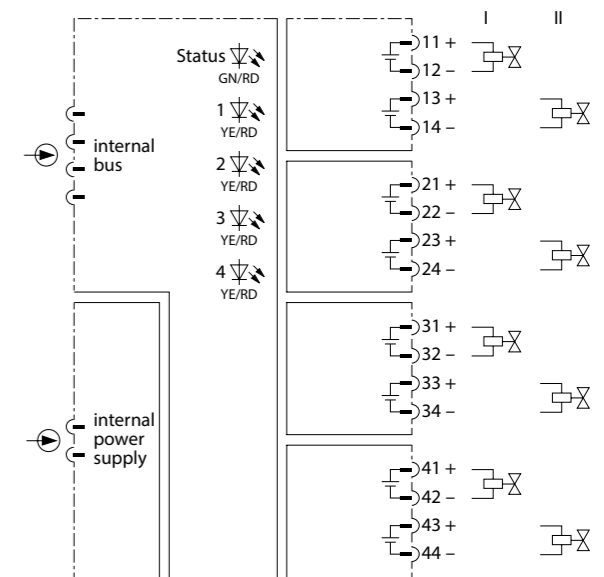 I II
Status
GN/RD
1
YE/RD
2
YE/RD
3
YE/RD
4
YE/RD
internal
bus
internal
power
supply
11 +
12 –
13 +
14 –
21 +
22 –
23 +
24 –
31 +
32 –
33 +
34 –
41 +
42 –
43 +
44 –